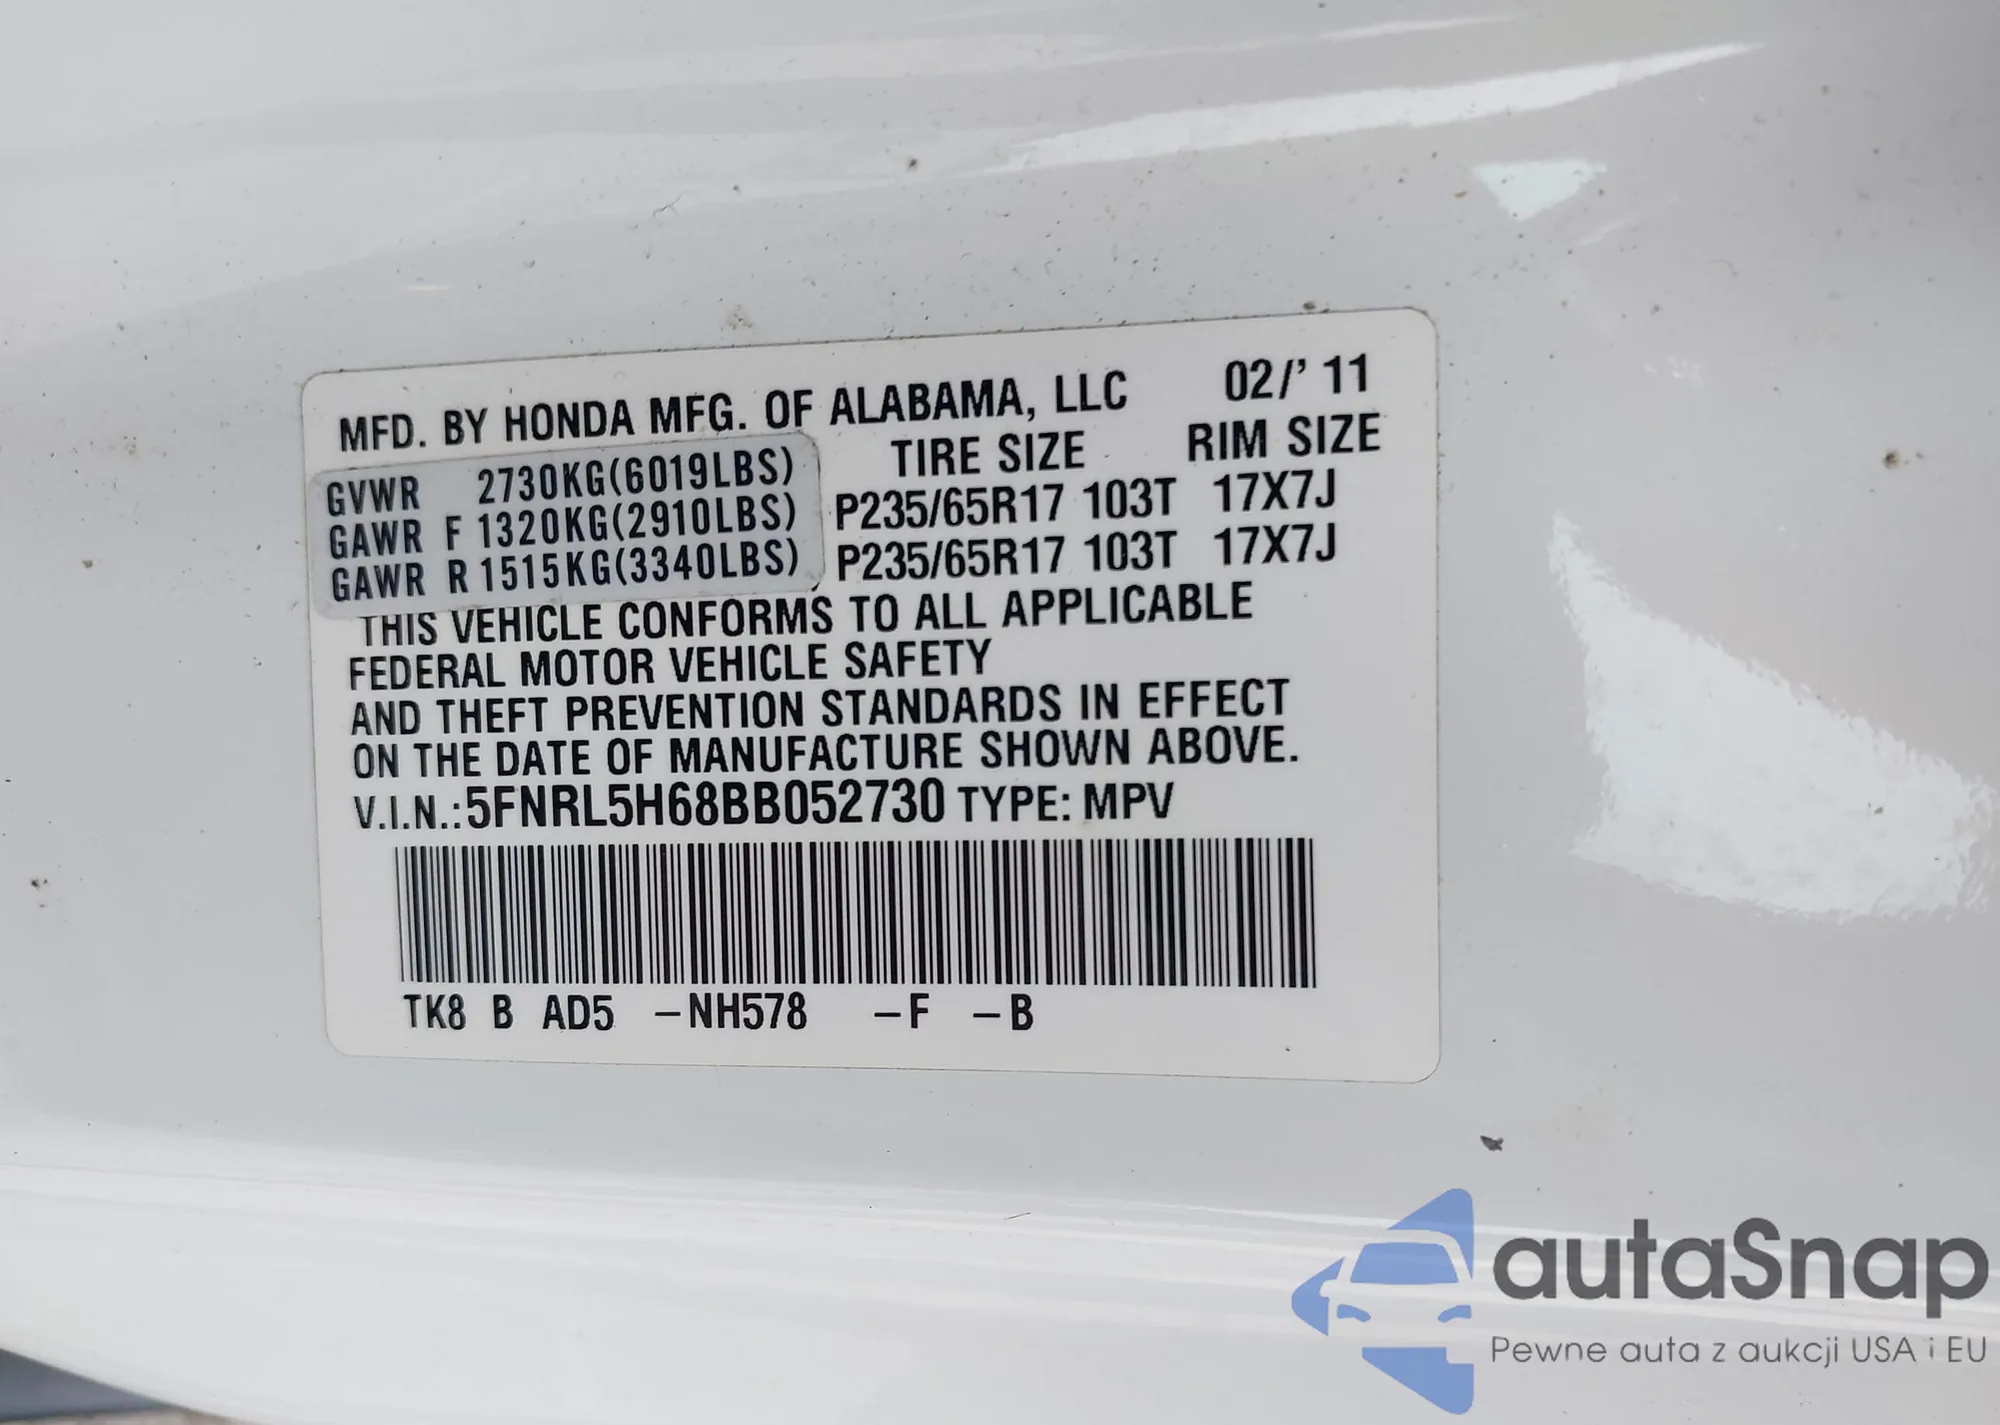 MFD. BY HONDA MFG. OF ALABAMA, LLC 02/' 11
TIRE SIZE RIM SIZE
GVWR 2730KG(6019LBS)
GAWR F 1320KG(2910LBS) P235/65R17 103T 17X7J
GAWR R 1515KG(3340LBS) P235/65R17 103T 17X7J
THIS VEHICLE CONFORMS TO ALL APPLICABLE
FEDERAL MOTOR VEHICLE SAFETY
AND THEFT PREVENTION STANDARDS IN EFFECT
ON THE DATE OF MANUFACTURE SHOWN ABOVE.
V.I.N.:5FNRL5H68BB052730 TYPE: MPV
TK8 B AD5 -NH578 -F -B
autaSnap
Pewne auta z aukcji USA i EU